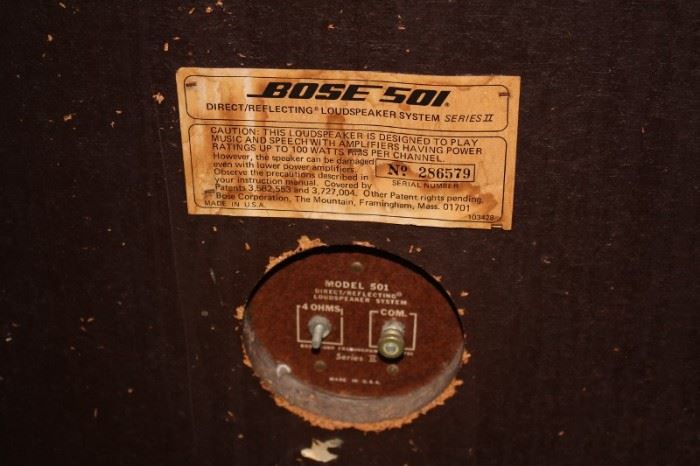 BOSE 501.
DIRECT/REFLECTING® LOUDSPEAKER SYSTEM SERIES II
CAUTION: THIS LOUDSPEAKER IS DESIGNED TO PLAY
MUSIC AND SPEECH WITH AMPLIFIERS HAVING POWER
RATINGS UP TO 100 WATTS RMS PER CHANNEL.
However, the speaker can be damaged
even with lower power amplifiers.
Observe the precautions described in
your instruction manual. Covered by
Nº 286579
SERIAL NUMBER
Patents 3,582,553 and 3,727,004. Other Patent rights pending.
Bose Corporation, The Mountain, Framingham, Mass. 01701
MADE IN U.S.A.
103428
MODEL 501
DIRECT/REFLECTING®
LOUDSPEAKER SYSTEM
4 OHMS
COM.
FRAMINGHAM
Series II
MADE IN U.S.A.